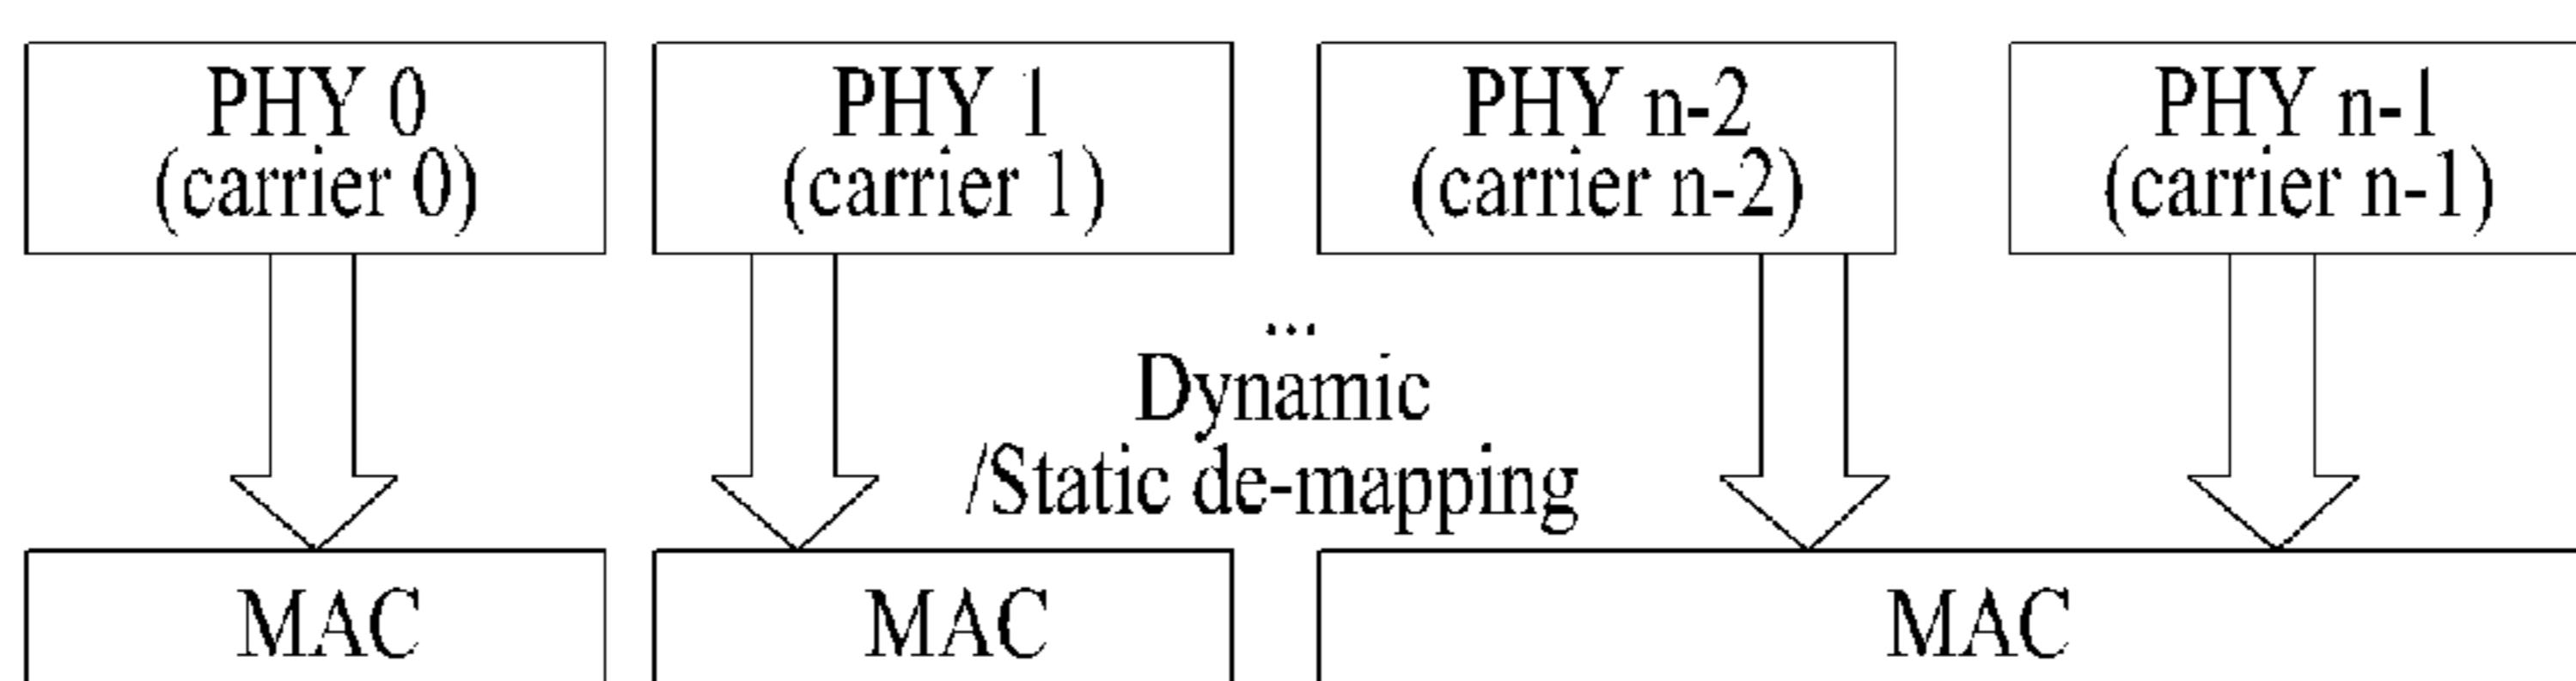 PHY 0
(carrier 0)
PHY 1
(carrier 1)
PHY n-2
(carrier n-2)
PHY n-1
(carrier n-1)
...
Dynamic
/Static de-mapping
MAC
MAC
MAC